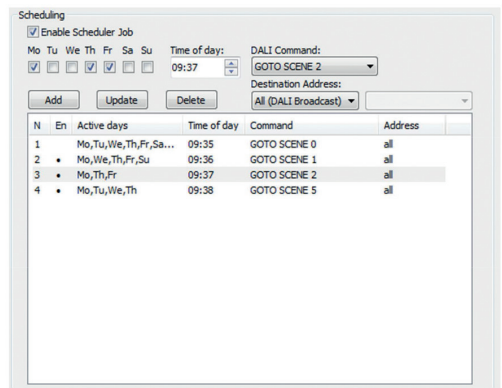 Scheduling
Enable Scheduler Job
Mo Tu We Th Fr Sa Su Time of day: DALI Command:
09:37 GOTO SCENE 2
Destination Address:
Add Update Delete All (DALI Broadcast)
N En Active days Time of day Command Address
1 Mo,Tu,We,Th,Fr,Sa... 09:35 GOTO SCENE 0 all
2 • Mo,We,Th,Fr,Su 09:36 GOTO SCENE 1 all
3 • Mo,Th,Fr 09:37 GOTO SCENE 2 all
4 • Mo,Tu,We,Th 09:38 GOTO SCENE 5 all